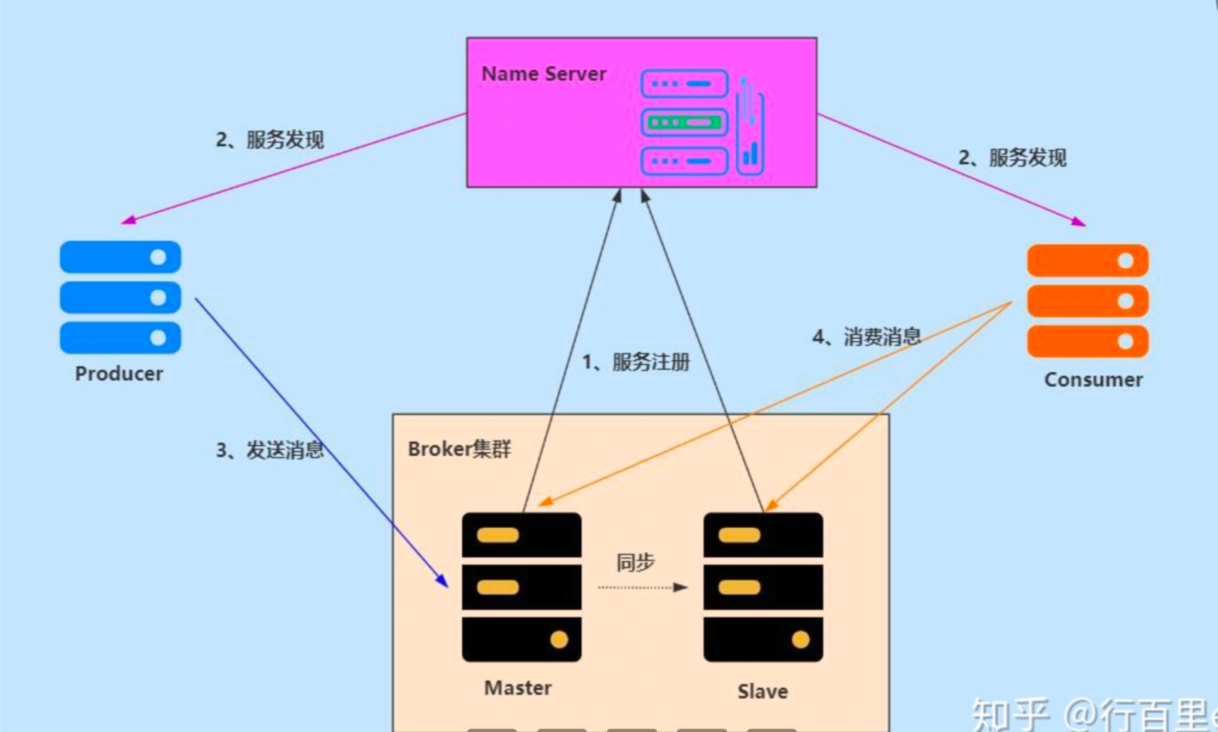 Name Server
2、服务发现
2、服务发现
Producer
4、消费消息
Consumer
1、服务注册
3、发送消息
Broker集群
同步
Master
Slave
知乎 @行百里